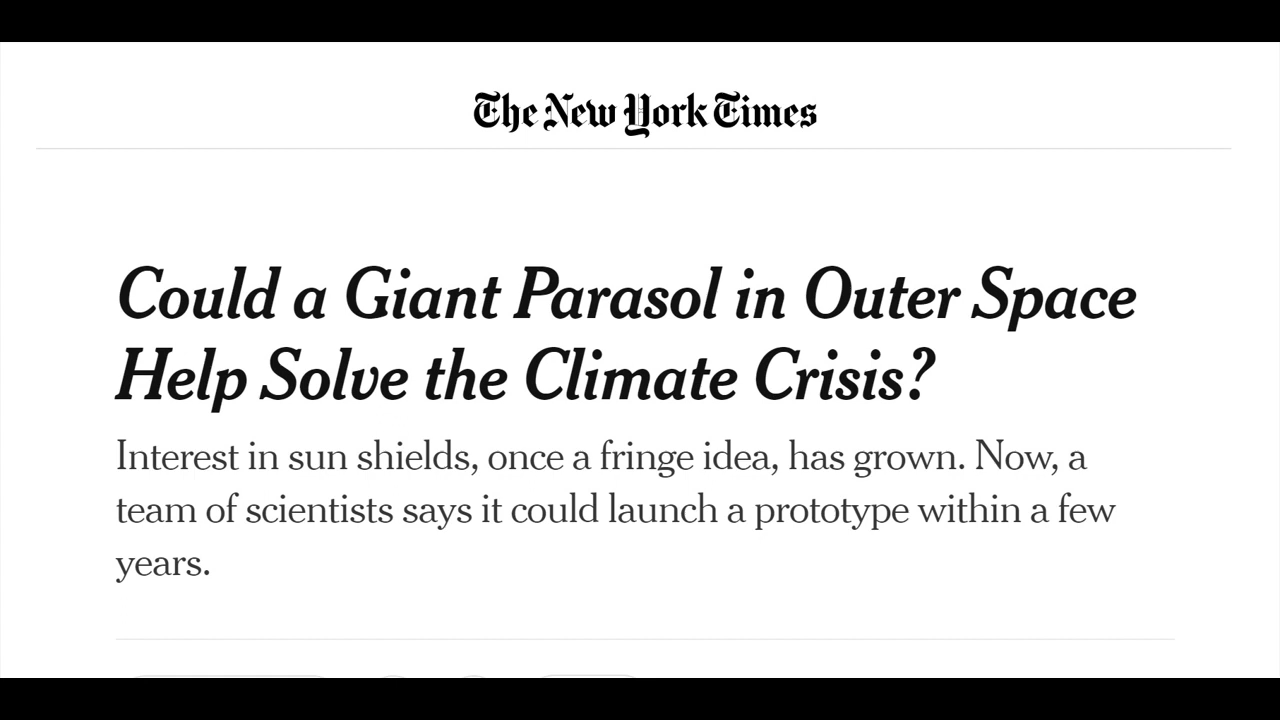 The New York Times
Could a Giant Parasol in Outer Space
Help Solve the Climate Crisis?
Interest in sun shields, once a fringe idea, has grown. Now, a
team of scientists says it could launch a prototype within a few
years.